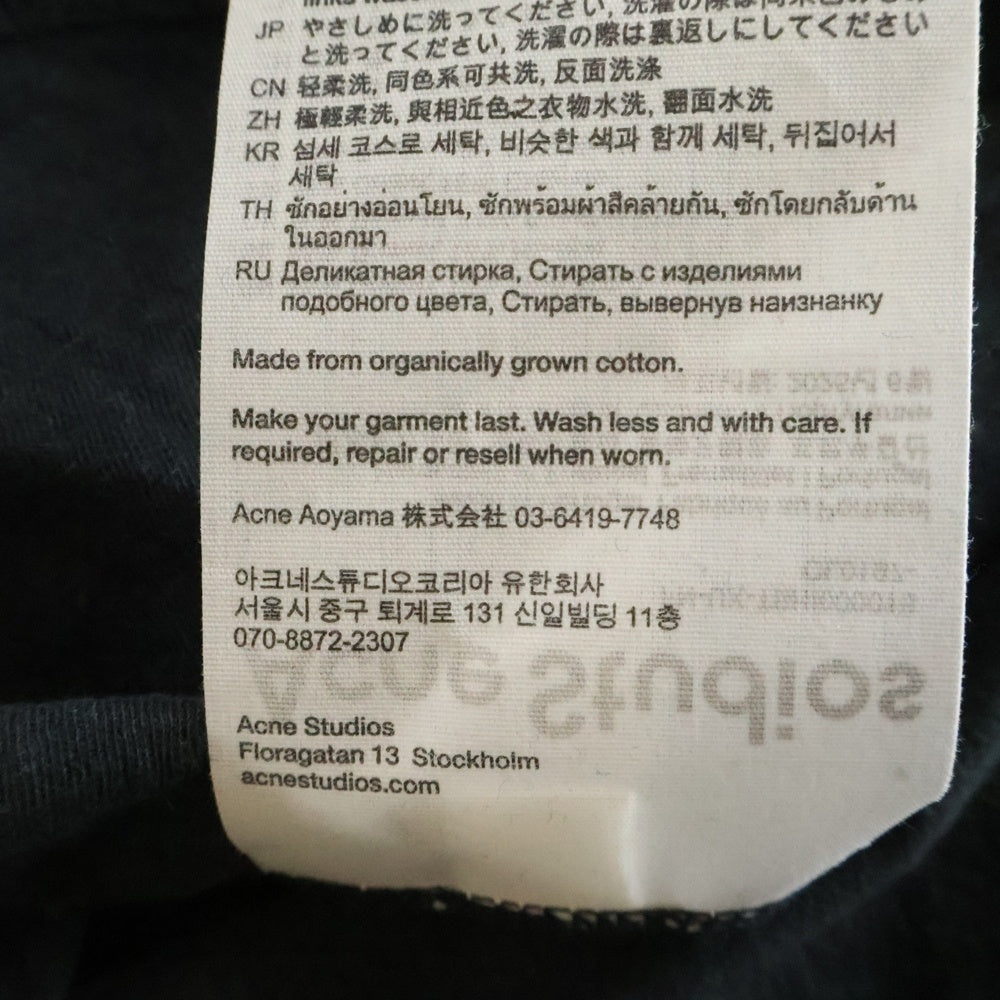 JP やさしめに洗ってください, 洗濯の際は同系色のもの
と洗ってください, 洗濯の際は裏返しにしてください
CN 轻柔洗, 同色系可共洗, 反面洗涤
ZH 極輕柔洗, 與相近色之衣物水洗, 翻面水洗
KR 섬세 코스로 세탁, 비슷한 색과 함께 세탁, 뒤집어서
세탁
TH ซักอย่างอ่อนโยน, ซักพร้อมผ้าสีคล้ายกัน, ซักโดยกลับด้าน
ในออกมา
RU Деликатная стирка, Стирать с изделиями
подобного цвета, Стирать, вывернув наизнанку
Made from organically grown cotton.
Make your garment last. Wash less and with care. If
required, repair or resell when worn.
Acne Aoyama 株式会社 03-6419-7748
아크네스튜디오코리아 유한회사
서울시 중구 퇴계로 131 신일빌딩 11층
070-8872-2307
Acne Studios
Acne Studios
Floragatan 13 Stockholm
acnestudios.com